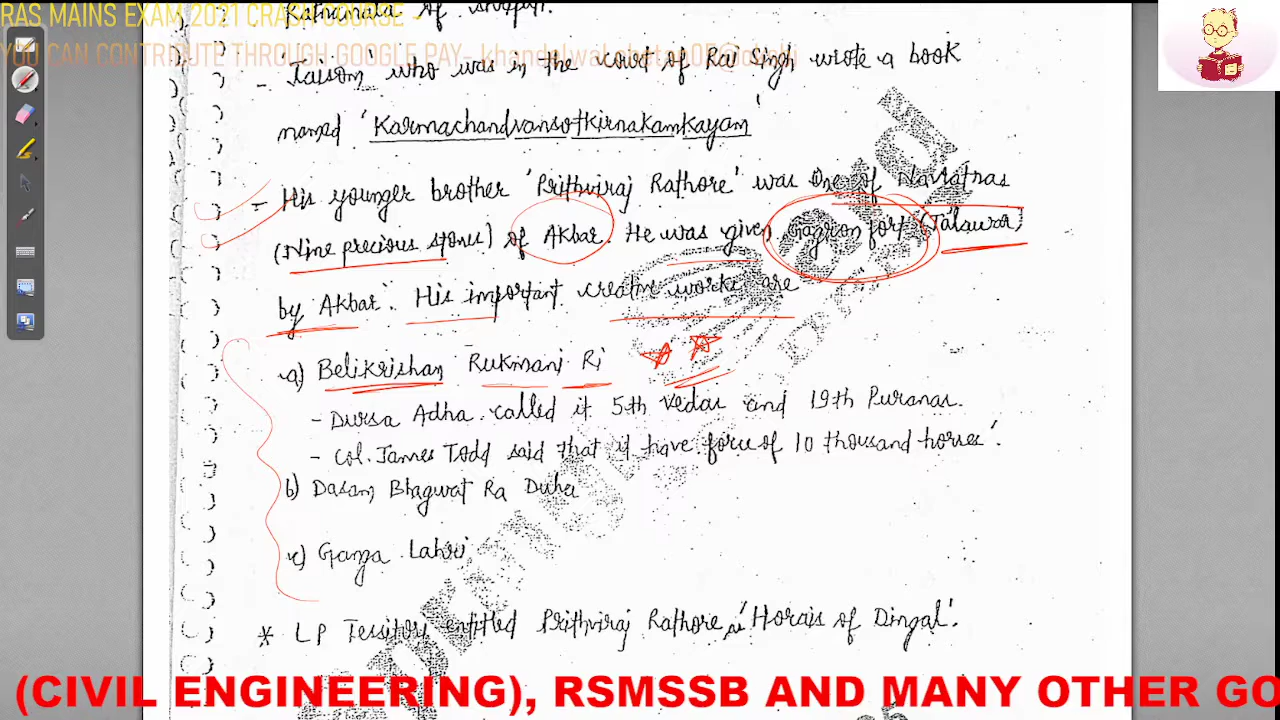 RAS MAINS EXAM 2021 CRASH COURSE -
YOU CAN CONTRIBUTE THROUGH GOOGLE PAY-
Ratnamala of
- Jaisom' who was in the court of Rai Singh wrote a book
named 'Karmachandvansotkirnakamkayam'
- His younger brother 'Prithviraj Rathore' was one of Navratnas
(Nine precious stones) of Akbar. He was given Gagron fort (Jalawar)
by Akbar. His important creative works are
a) Belikrishan Rukmani Ri
- Dursa Adha called it 5th vedas and 19th Puranas.
- Col. James Todd said that it have force of 10 thousand horses'.
b) Dasam Bhagwat Ra Duha
c) Ganga Lahri
* LP Tessitory entitled Prithviraj Rathore as 'Horais of Dingal'.
(CIVIL ENGINEERING), RSMSSB AND MANY OTHER GO